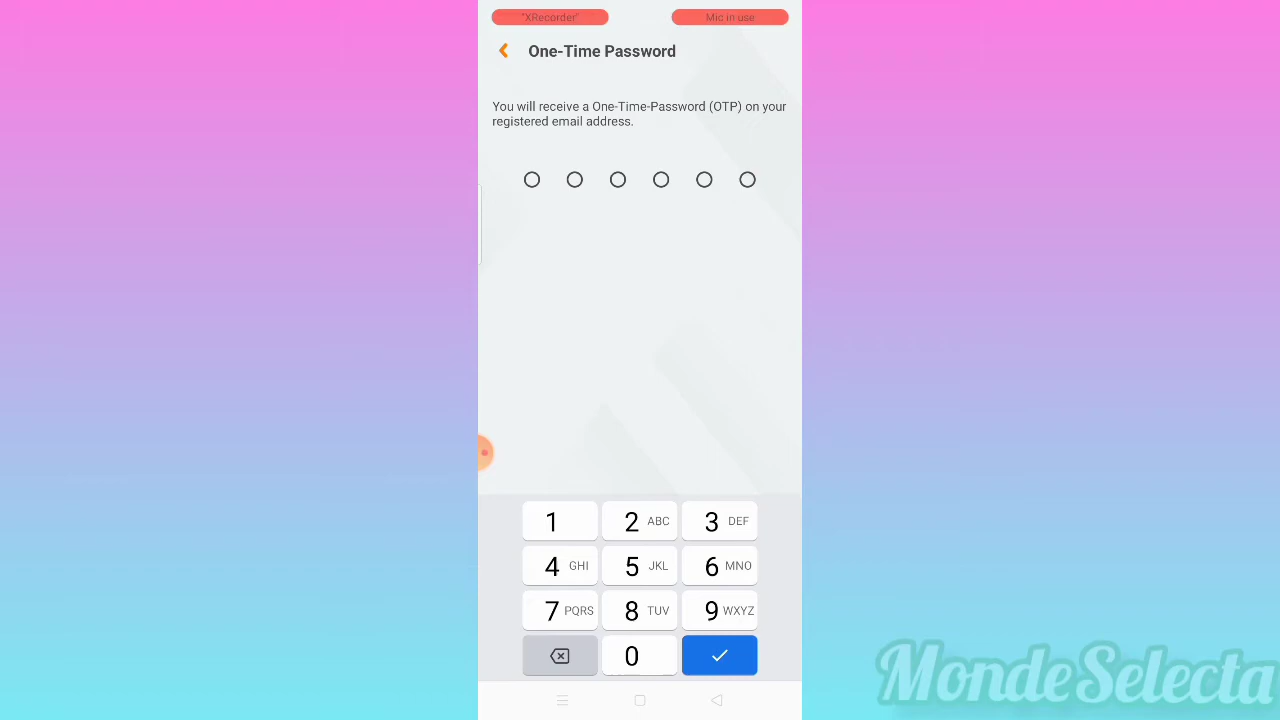 "XRecorder"
Mic in use
One-Time Password
You will receive a One-Time-Password (OTP) on your
registered email address.
1
2 ABC
3 DEF
4 GHI
5 JKL
6 MNO
7 PQRS
8 TUV
9 WXYZ
0
MondeSelecta